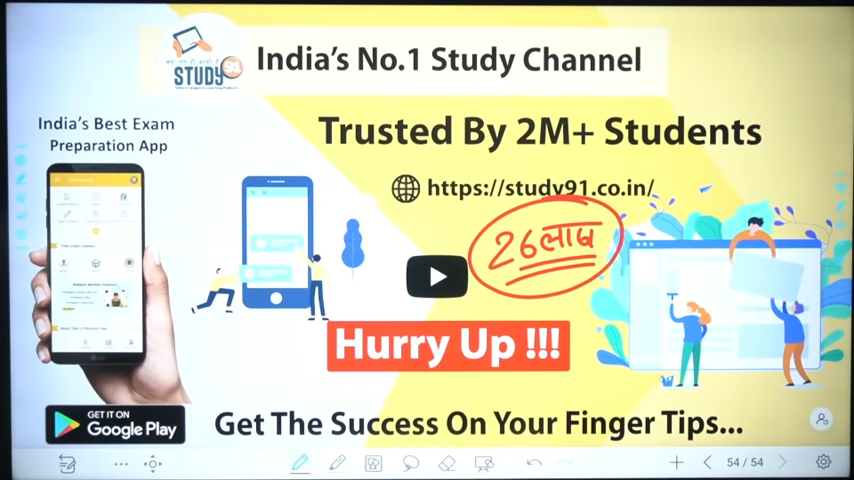 STUDY 91
India's No.1 Study Channel
India's Best Exam
Preparation App
Trusted By 2M+ Students
https://study91.co.in/
26 लाख
Hurry Up !!!
GET IT ON
Google Play
Get The Success On Your Finger Tips...
54 / 54